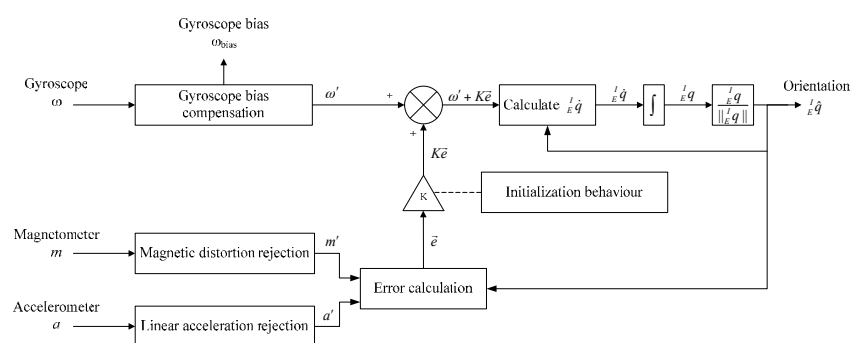 Gyroscope bias
ω_bias
Gyroscope
ω
Gyroscope bias
compensation
ω′
+
+
ω′ + Ke⃗
Calculate ᴵ_E q̇
ᴵ_E q̇
∫
ᴵ_E q
ᴵ_E q
‖ᴵ_E q‖
Orientation
ᴵ_E q̂
Ke⃗
K
Initialization behaviour
e⃗
Magnetometer
m
Magnetic distortion rejection
m′
Error calculation
Accelerometer
a
Linear acceleration rejection
a′